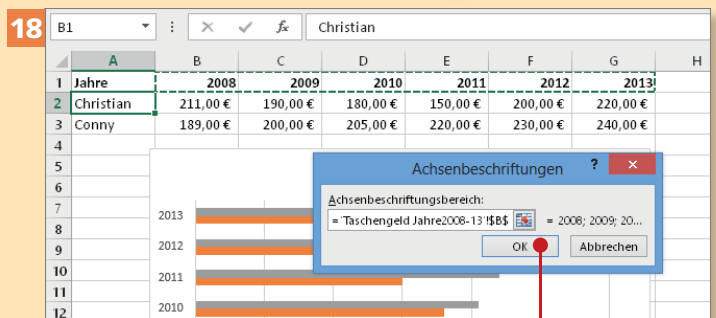 18
B1 fx Christian
A B C D E F G H
1 Jahre 2008 2009 2010 2011 2012 2013
2 Christian 211,00 € 190,00 € 180,00 € 150,00 € 200,00 € 220,00 €
3 Conny 189,00 € 200,00 € 205,00 € 220,00 € 230,00 € 240,00 €
4
5
6
7
8
9
10
11
12
Achsenbeschriftungen ? ×
Achsenbeschriftungsbereich:
='Taschengeld Jahre2008-13'!$B$ = 2008; 2009; 20...
OK Abbrechen
2013
2012
2011
2010